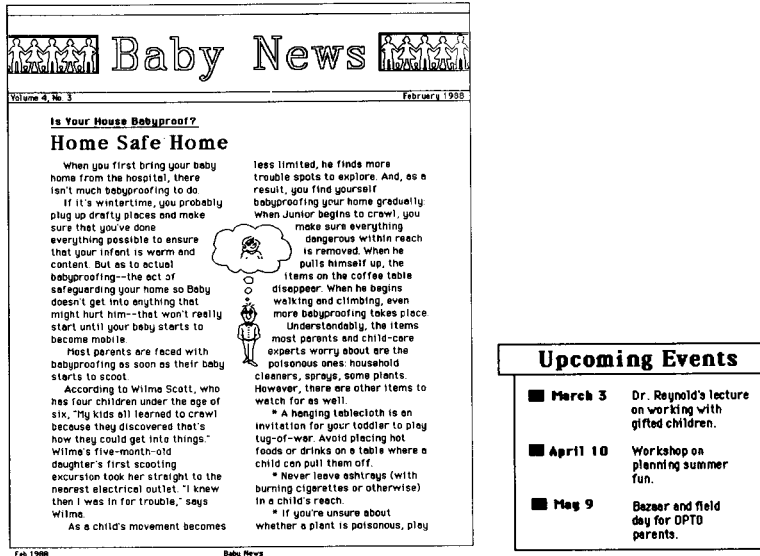 Baby News
Volume 4, No. 3 February 1988
Is Your House Babyproof?
Home Safe Home
When you first bring your baby
home from the hospital, there
isn't much babyproofing to do.
If it's wintertime, you probably
plug up drafty places and make
sure that you've done
everything possible to ensure
that your infant is warm and
content. But as to actual
babyproofing--the act of
safeguarding your home so Baby
doesn't get into anything that
might hurt him--that won't really
start until your baby starts to
become mobile.
Most parents are faced with
babyproofing as soon as their baby
starts to scoot.
According to Wilma Scott, who
has four children under the age of
six, "My kids all learned to crawl
because they discovered that's
how they could get into things."
Wilma's five-month-old
daughter's first scooting
excursion took her straight to the
nearest electrical outlet. "I knew
then I was in for trouble," says
Wilma.
As a child's movement becomes
less limited, he finds more
trouble spots to explore. And, as a
result, you find yourself
babyproofing your home gradually:
When Junior begins to crawl, you
make sure everything
dangerous within reach
is removed. When he
pulls himself up, the
items on the coffee table
disappear. When he begins
walking and climbing, even
more babyproofing takes place.
Understandably, the items
most parents and child-care
experts worry about are the
poisonous ones: household
cleaners, sprays, some plants.
However, there are other items to
watch for as well.
* A hanging tablecloth is an
invitation for your toddler to play
tug-of-war. Avoid placing hot
foods or drinks on a table where a
child can pull them off.
* Never leave ashtrays (with
burning cigarettes or otherwise)
in a child's reach.
* If you're unsure about
whether a plant is poisonous, play
Feb 1988 Baby News
Upcoming Events
March 3 Dr. Reynold's lecture
on working with
gifted children.
April 10 Workshop on
planning summer
fun.
May 9 Bazaar and field
day for OPTO
parents.